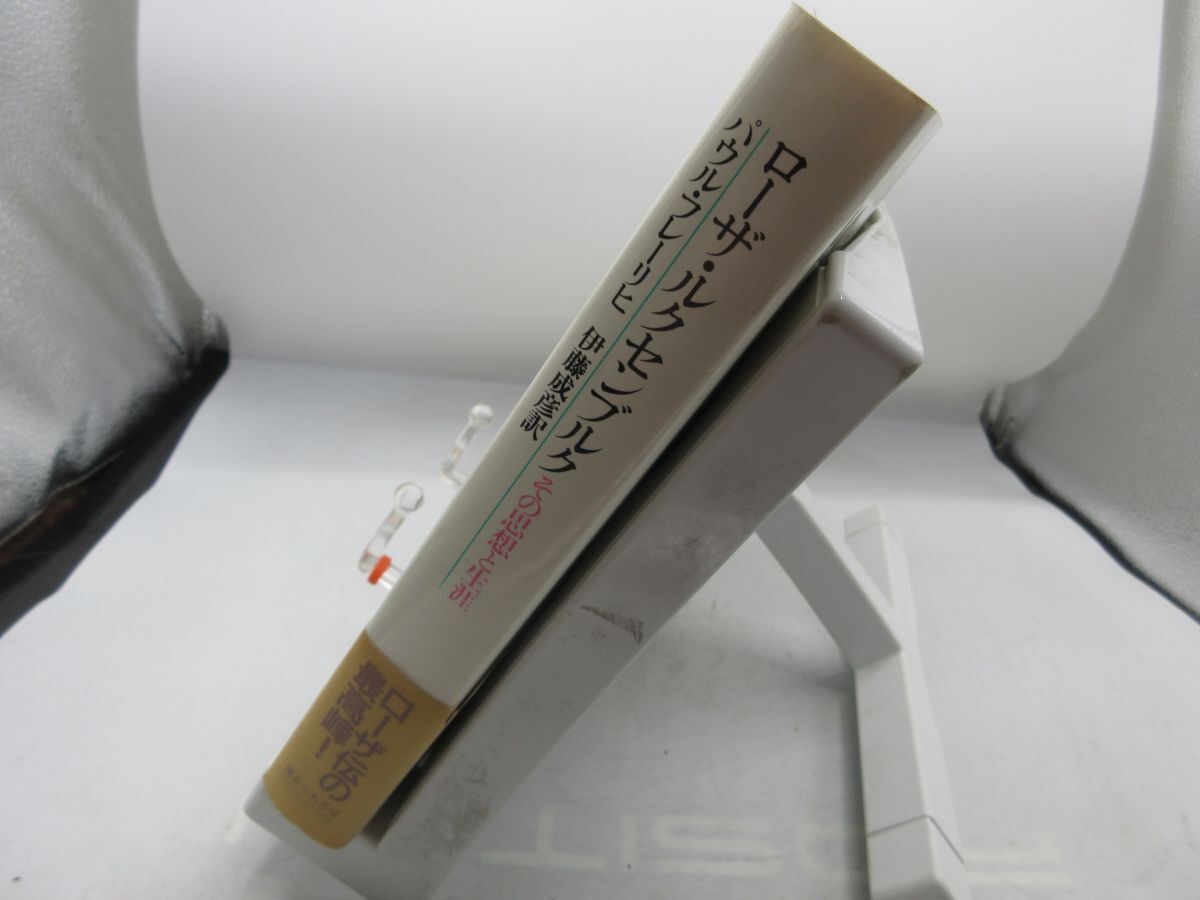 ローザ・ルクセンブルク その思想と生涯
パウル・フレーリヒ 伊藤成彦訳
ローザ伝の
最高峰!